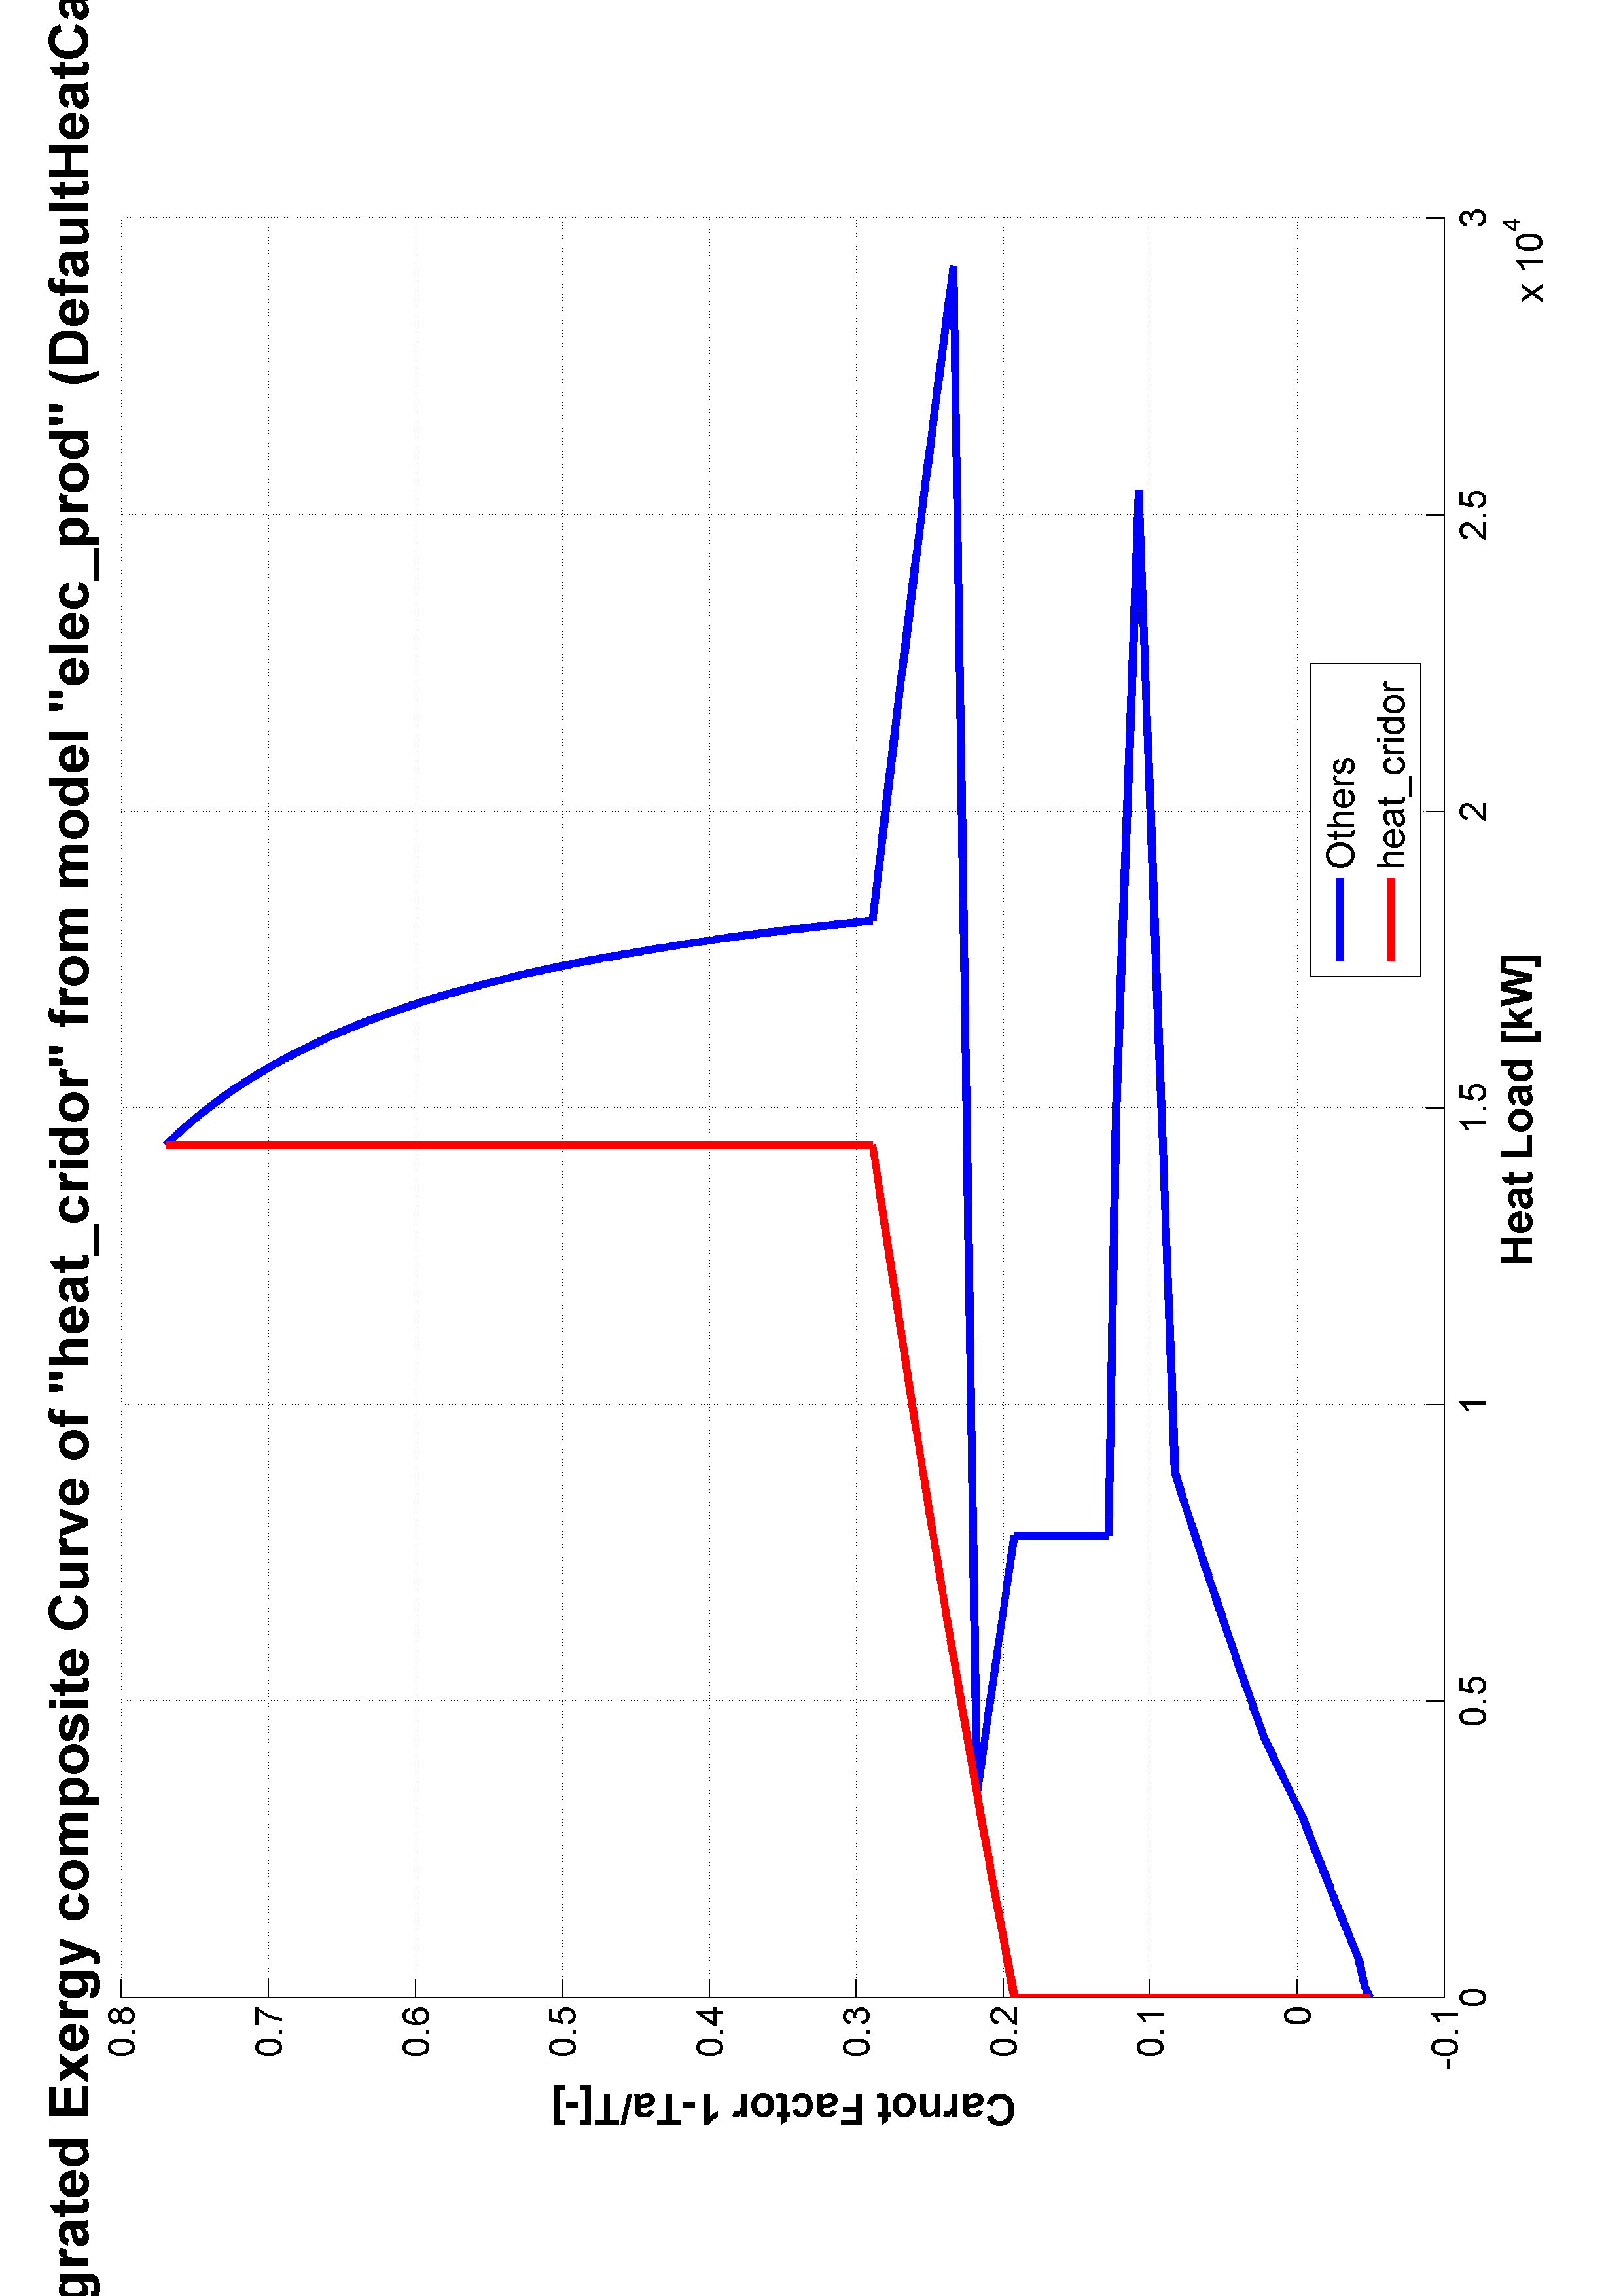 grated Exergy composite Curve of "heat_cridor" from model "elec_prod" (DefaultHeatCa
0.8
0.7
0.6
0.5
0.4
0.3
0.2
0.1
0
-0.1
Carnot Factor 1-Ta/T[-]
0
0.5
1
1.5
2
2.5
3
x 10⁴
Heat Load [kW]
Others
heat_cridor